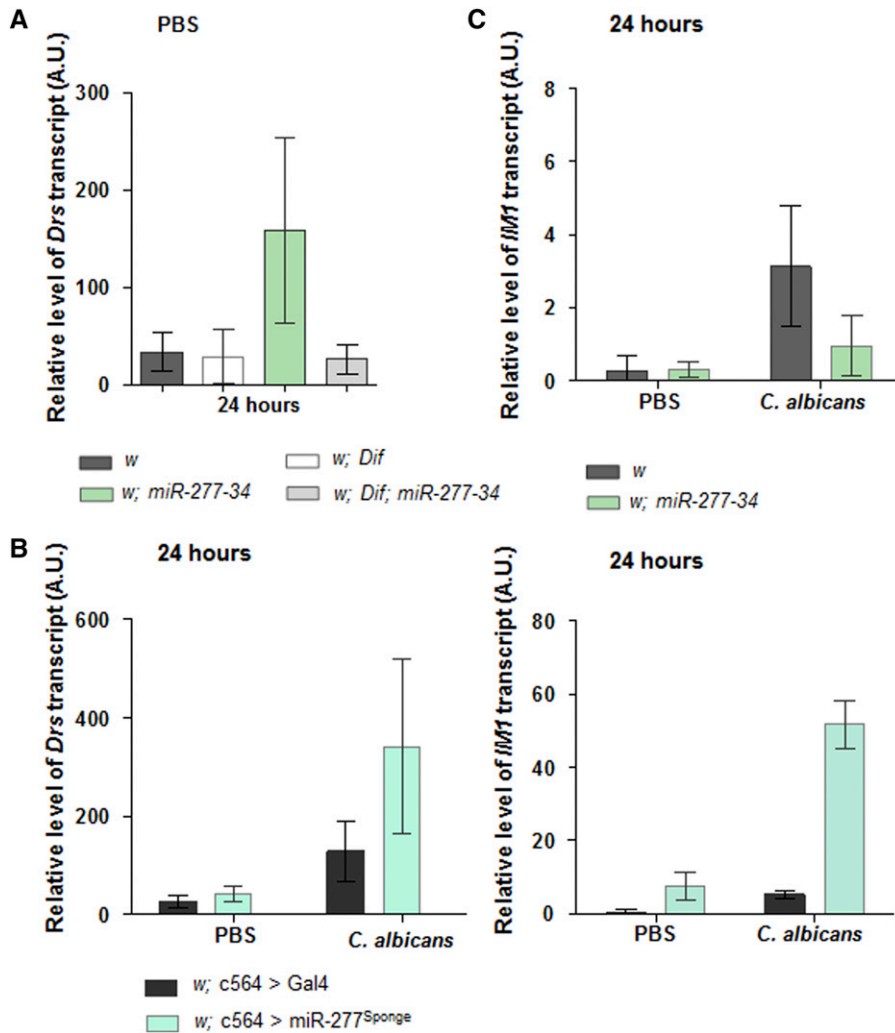 A
PBS
Relative level of Drs transcript (A.U.)
300
200
100
0
24 hours
w
w; Dif
w; miR-277-34
w; Dif; miR-277-34
C
24 hours
Relative level of IM1 transcript (A.U.)
8
6
4
2
0
PBS
C. albicans
w
w; miR-277-34
B
24 hours
Relative level of Drs transcript (A.U.)
600
400
200
0
PBS
C. albicans
w; c564 > Gal4
w; c564 > miR-277Sponge
24 hours
Relative level of IM1 transcript (A.U.)
80
60
40
20
0
PBS
C. albicans